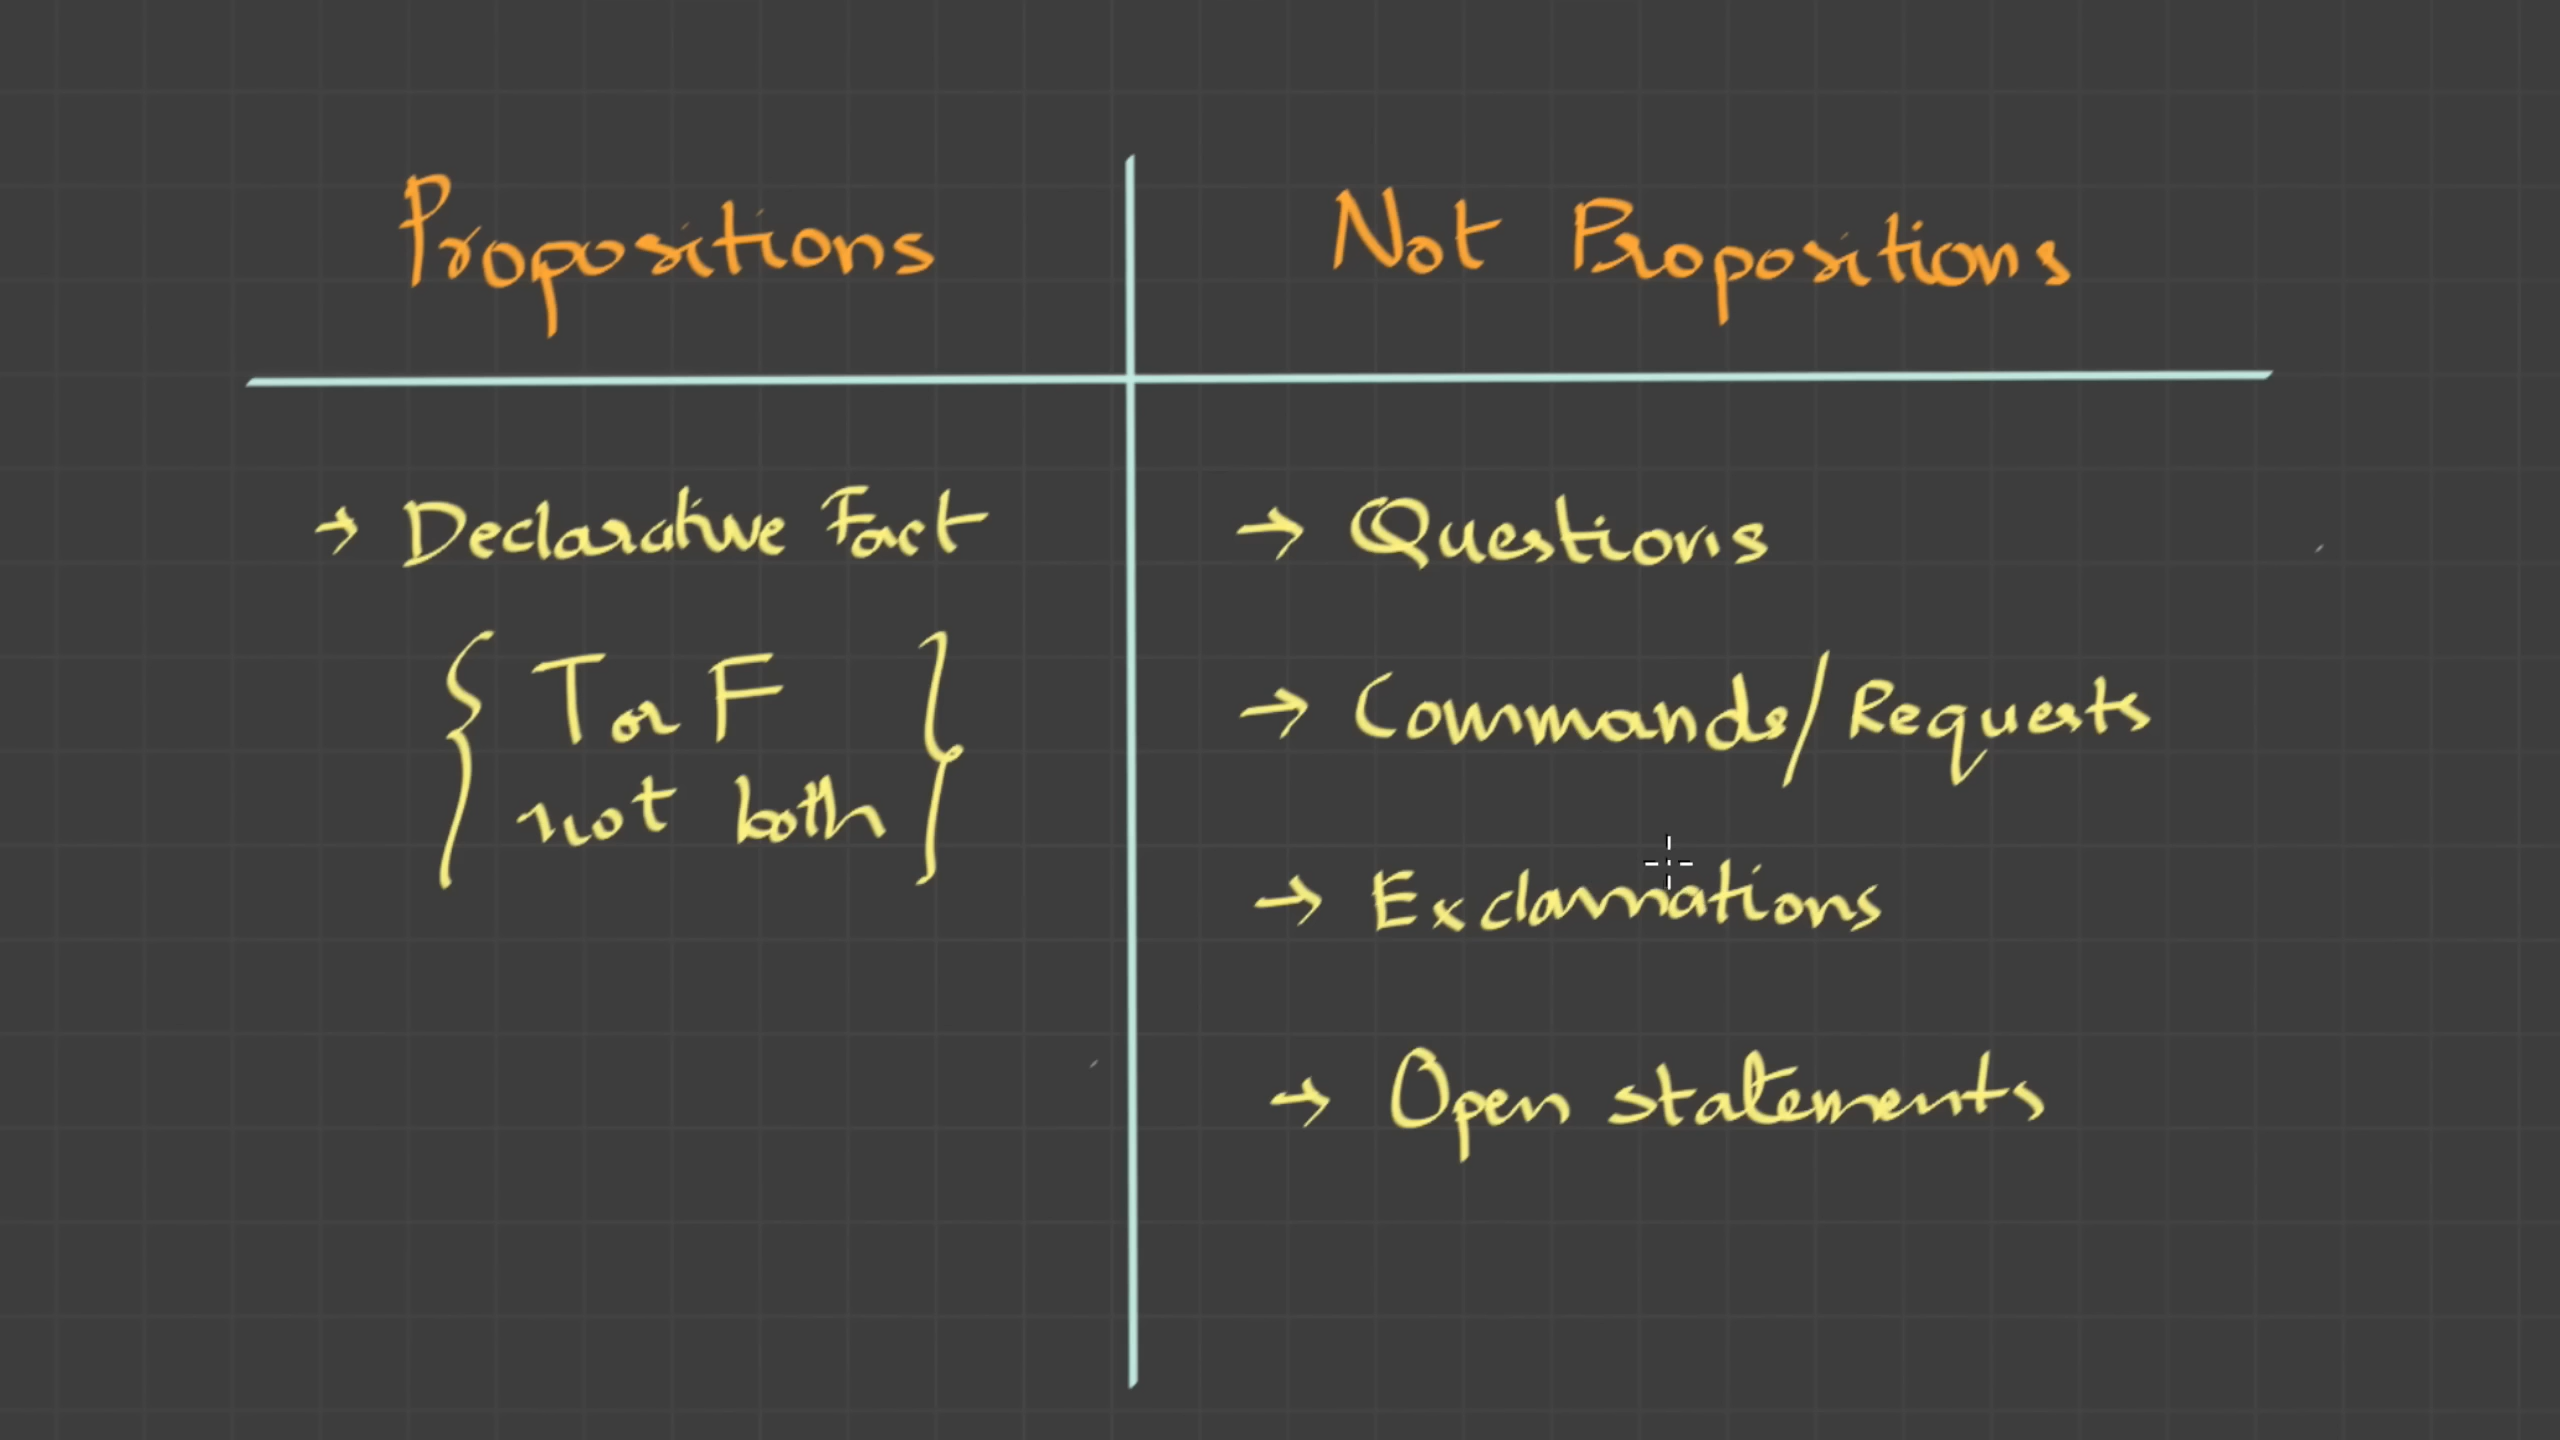 Propositions
Not Propositions
→ Declarative Fact
{ T or F
not both }
→ Questions
→ Commands/Requests
→ Exclamations
→ Open statements